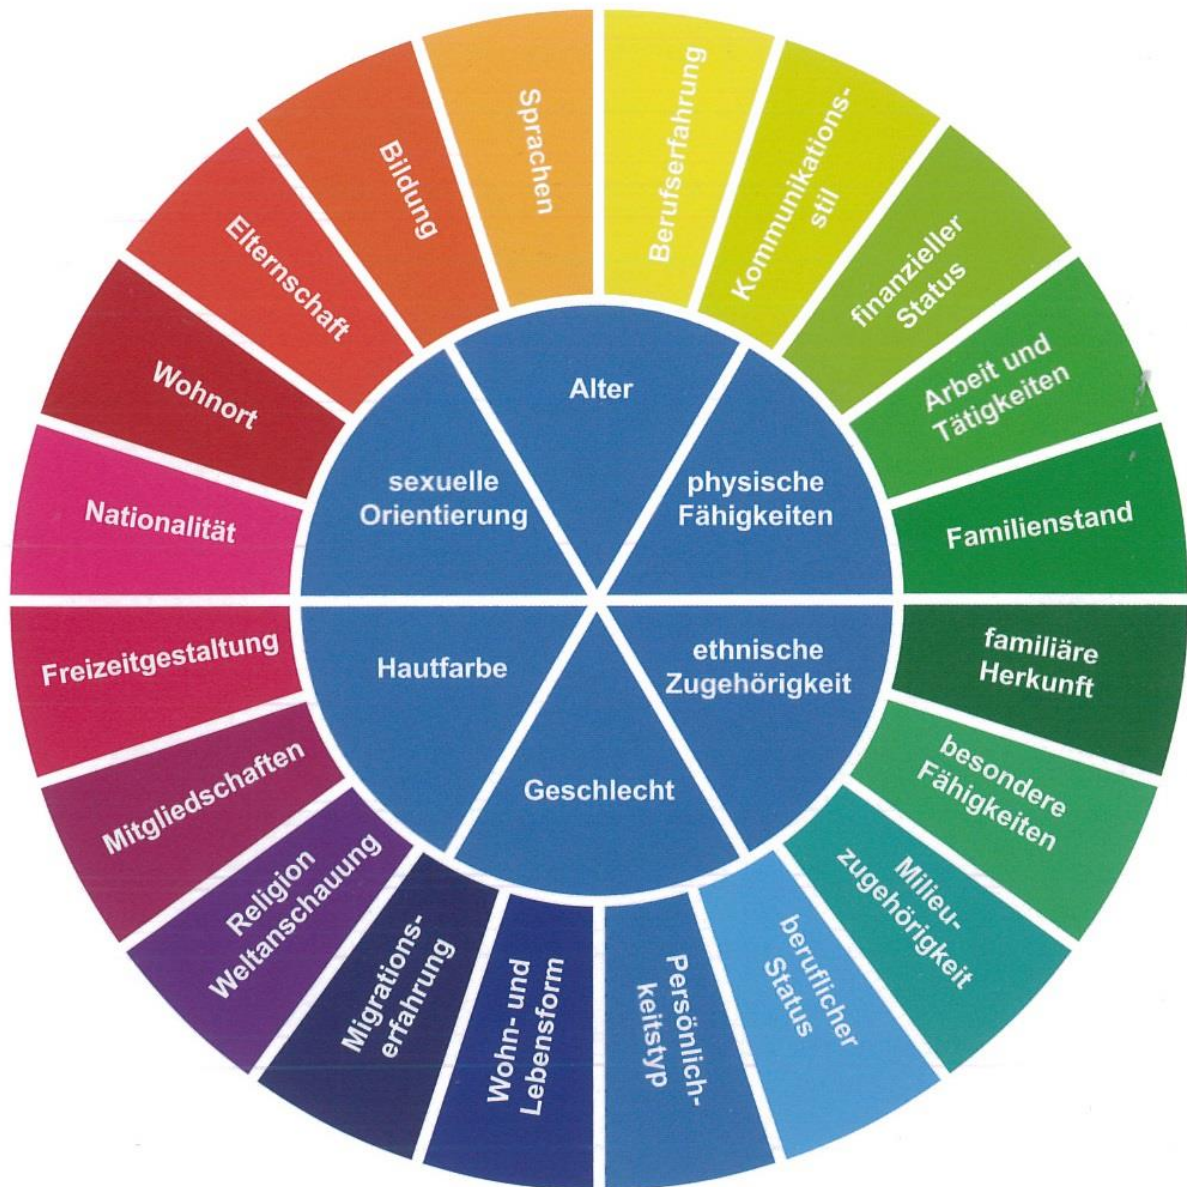 Sprachen
Berufserfahrung
Kommunikations-
stil
finanzieller
Status
Arbeit und
Tätigkeiten
Familienstand
familiäre
Herkunft
besondere
Fähigkeiten
Milieu-
zugehörigkeit
beruflicher
Status
Persönlich-
keitstyp
Wohn- und
Lebensform
Migrations-
erfahrung
Religion
Weltanschauung
Mitgliedschaften
Freizeitgestaltung
Nationalität
Wohnort
Elternschaft
Bildung
Alter
physische
Fähigkeiten
ethnische
Zugehörigkeit
Geschlecht
Hautfarbe
sexuelle
Orientierung